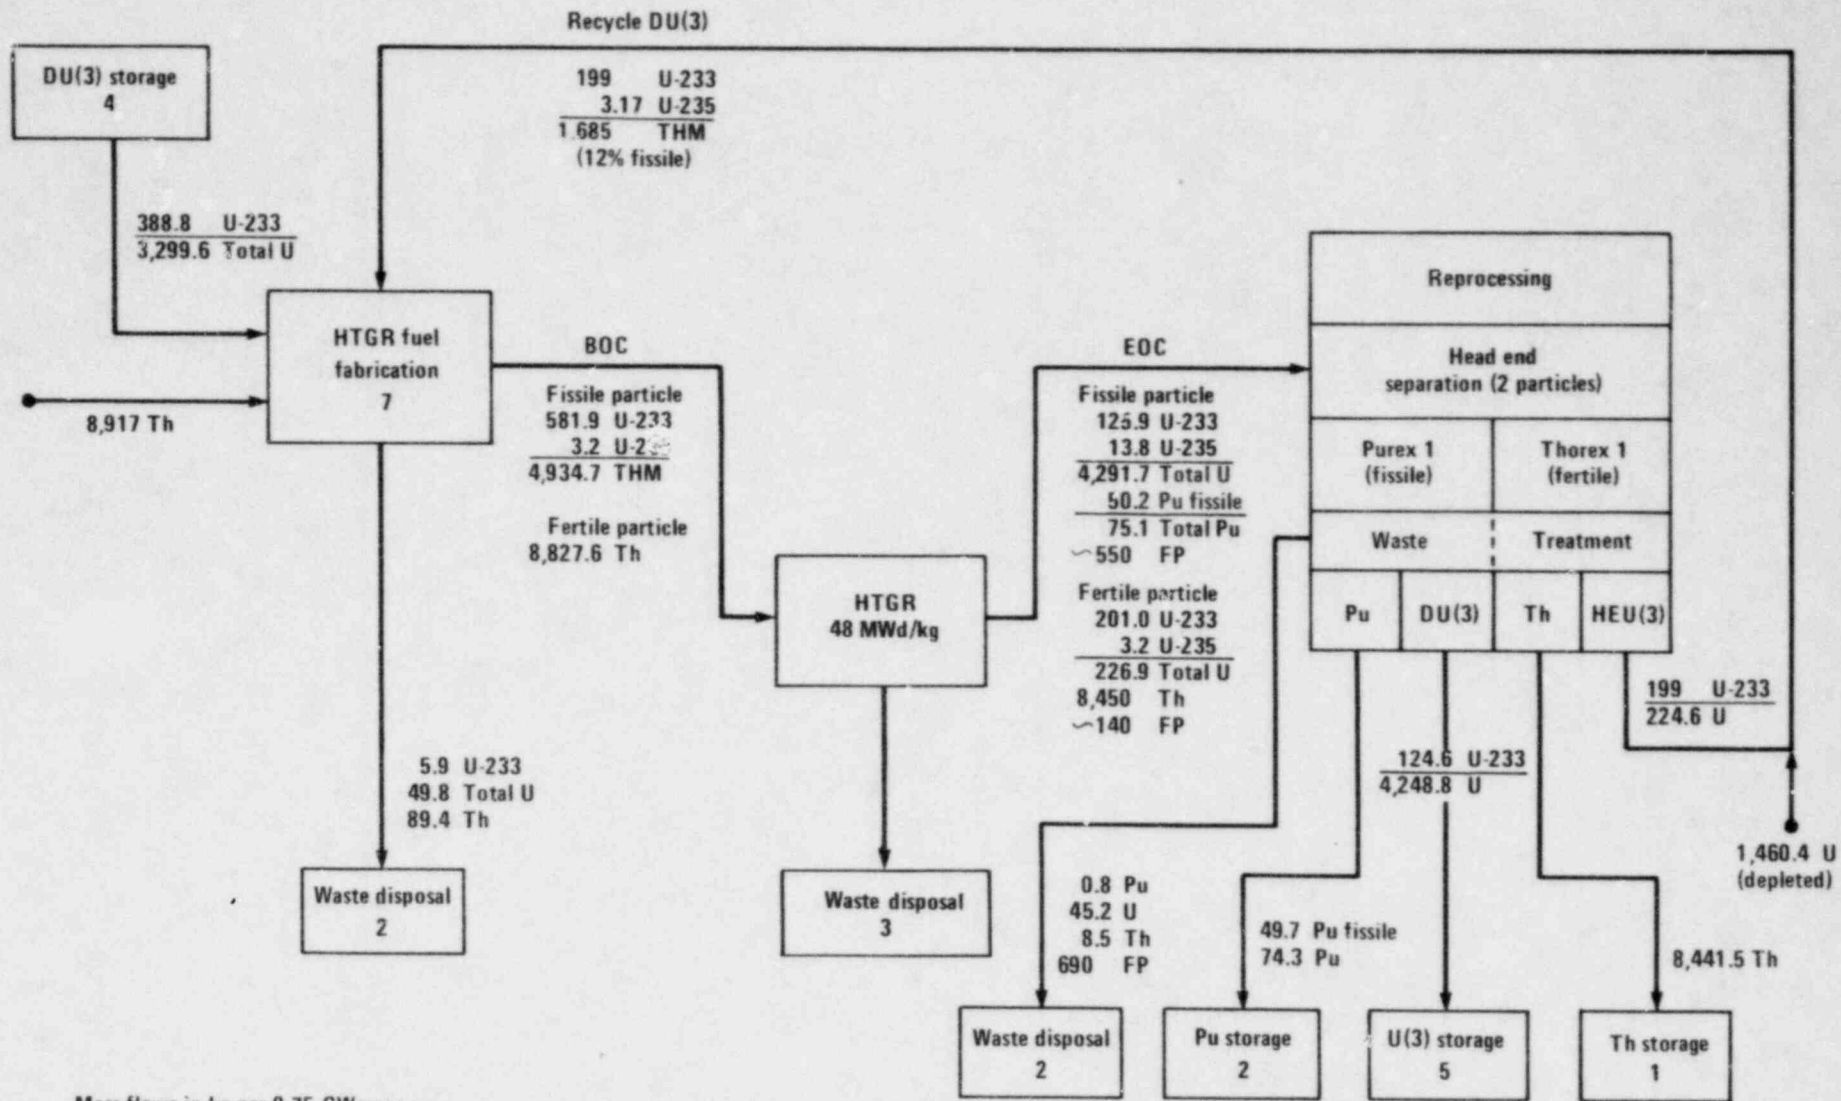 Recycle DU(3)
DU(3) storage
4
199 U-233
3.17 U-235
1.685 THM
(12% fissile)
388.8 U-233
3,299.6 Total U
8,917 Th
HTGR fuel
fabrication
7
BOC
Fissile particle
581.9 U-233
3.2
4,934.7 THM
Fertile particle
8,827.6 Th
5.9 U-233
49.8 Total U
89.4 Th
Waste disposal
2
HTGR
48 MWd/kg
Waste disposal
3
EOC
Fissile particle
125.9 U-233
13.8 U-235
4,291.7 Total U
50.2 Pu fissile
75.1 Total Pu
~550 FP
Fertile particle
201.0 U-233
3.2 U-235
226.9 Total U
8,450 Th
~140 FP
Reprocessing
Head end
separation (2 particles)
Purex 1
(fissile)
Thorex 1
(fertile)
Waste
Treatment
Pu
DU(3)
Th
HEU(3)
199 U-233
224.6 U
124.6 U-233
4,248.8 U
1,460.4 U
(depleted)
0.8 Pu
45.2 U
8.5 Th
690 FP
49.7 Pu fissile
74.3 Pu
8,441.5 Th
Waste disposal
2
Pu storage
2
U(3) storage
5
Th storage
1